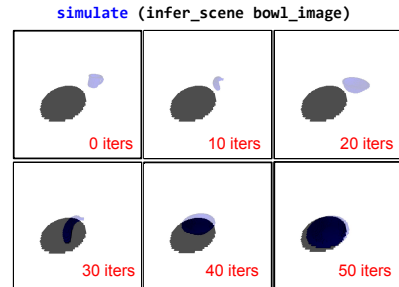 simulate (infer_scene bowl_image)
0 iters
10 iters
20 iters
30 iters
40 iters
50 iters